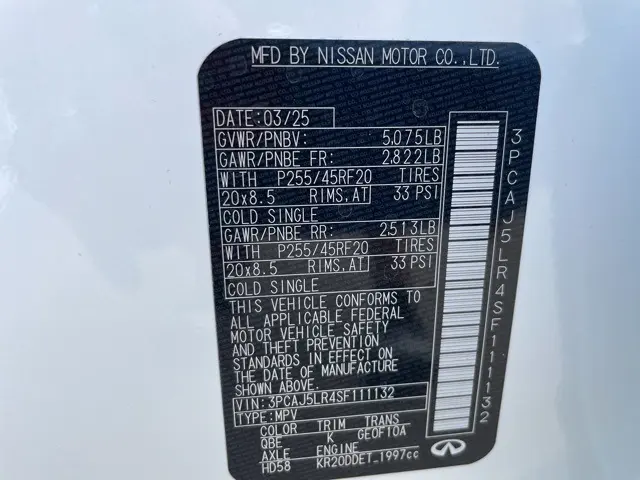 MFD BY NISSAN MOTOR CO.,LTD.
DATE:03/25
GVWR/PNBV: 5,075LB
GAWR/PNBE FR: 2,822LB
WITH P255/45RF20 TIRES
20x8.5 RIMS,AT 33 PSI
COLD SINGLE
GAWR/PNBE RR: 2,513LB
WITH P255/45RF20 TIRES
20x8.5 RIMS,AT 33 PSI
COLD SINGLE
THIS VEHICLE CONFORMS TO
ALL APPLICABLE FEDERAL
MOTOR VEHICLE SAFETY
AND THEFT PREVENTION
STANDARDS IN EFFECT ON
THE DATE OF MANUFACTURE
SHOWN ABOVE.
VIN:3PCAJ5LR4SF111132
TYPE:MPV
COLOR TRIM TRANS
QBE K GEOFTOA
AXLE ENGINE
HD58 KR20DDET_1997cc
3PCAJ5LR4SF111132